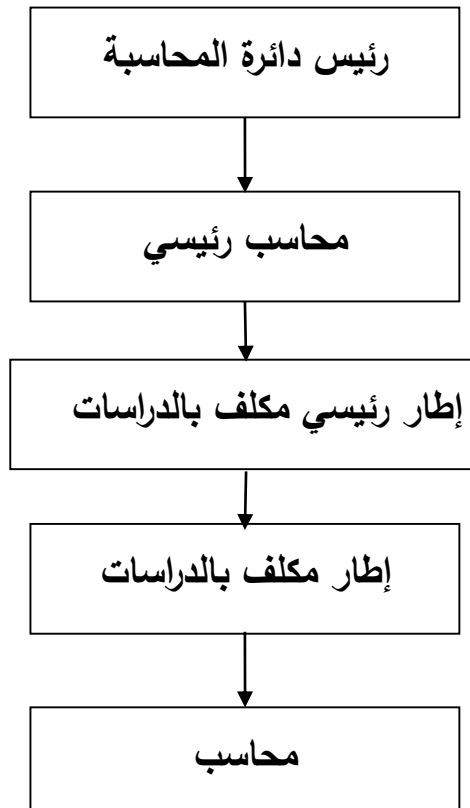 رئيس دائرة المحاسبة
محاسب رئيسي
إطار رئيسي مكلف بالدراسات
إطار مكلف بالدراسات
محاسب